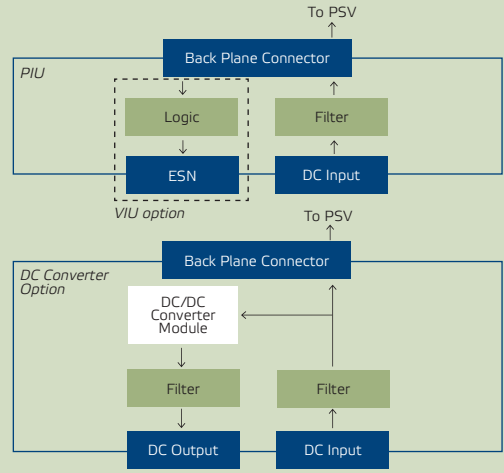 To PSV
Back Plane Connector
PIU
Logic
Filter
ESN
DC Input
VIU option
To PSV
Back Plane Connector
DC Converter
Option
DC/DC
Converter
Module
Filter
Filter
DC Output
DC Input